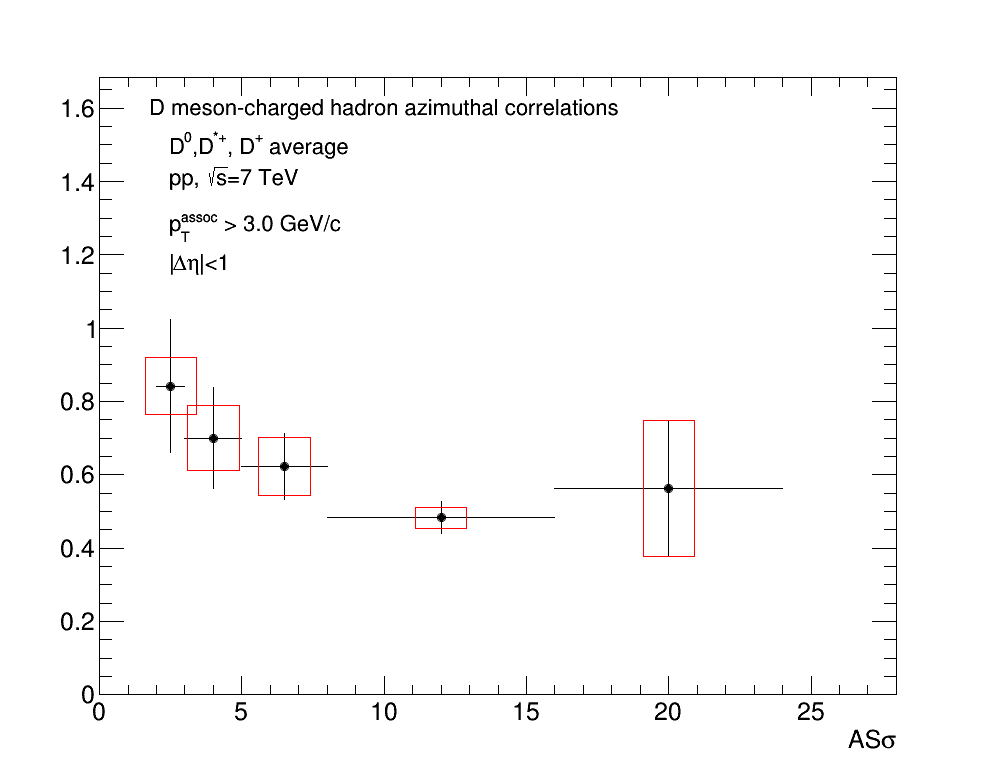 D meson-charged hadron azimuthal correlations
D⁰,D*⁺, D⁺ average
pp, √s=7 TeV
p_T^assoc > 3.0 GeV/c
|Δη|<1
1.6
1.4
1.2
1
0.8
0.6
0.4
0.2
0
0 5 10 15 20 25
ASσ